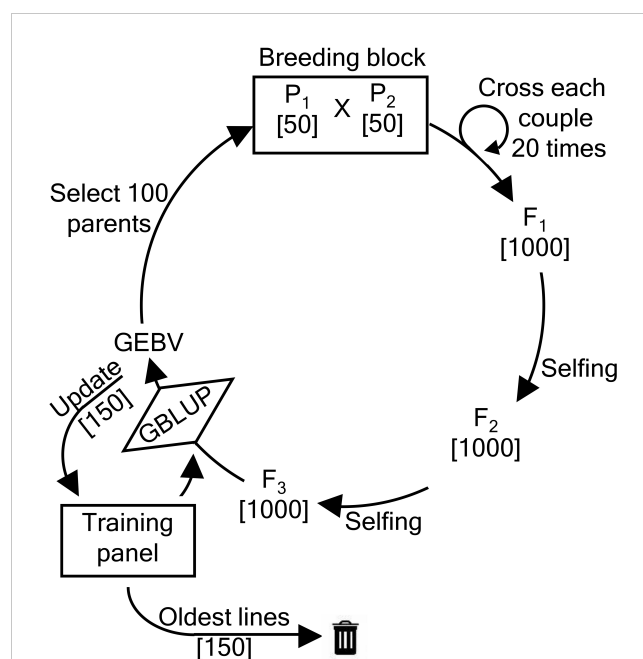 Breeding block
P1 X P2
[50] [50]
Cross each
couple
20 times
F1
[1000]
Selfing
F2
[1000]
Selfing
F3
[1000]
GBLUP
GEBV
Select 100
parents
Update
[150]
Training
panel
Oldest lines
[150]